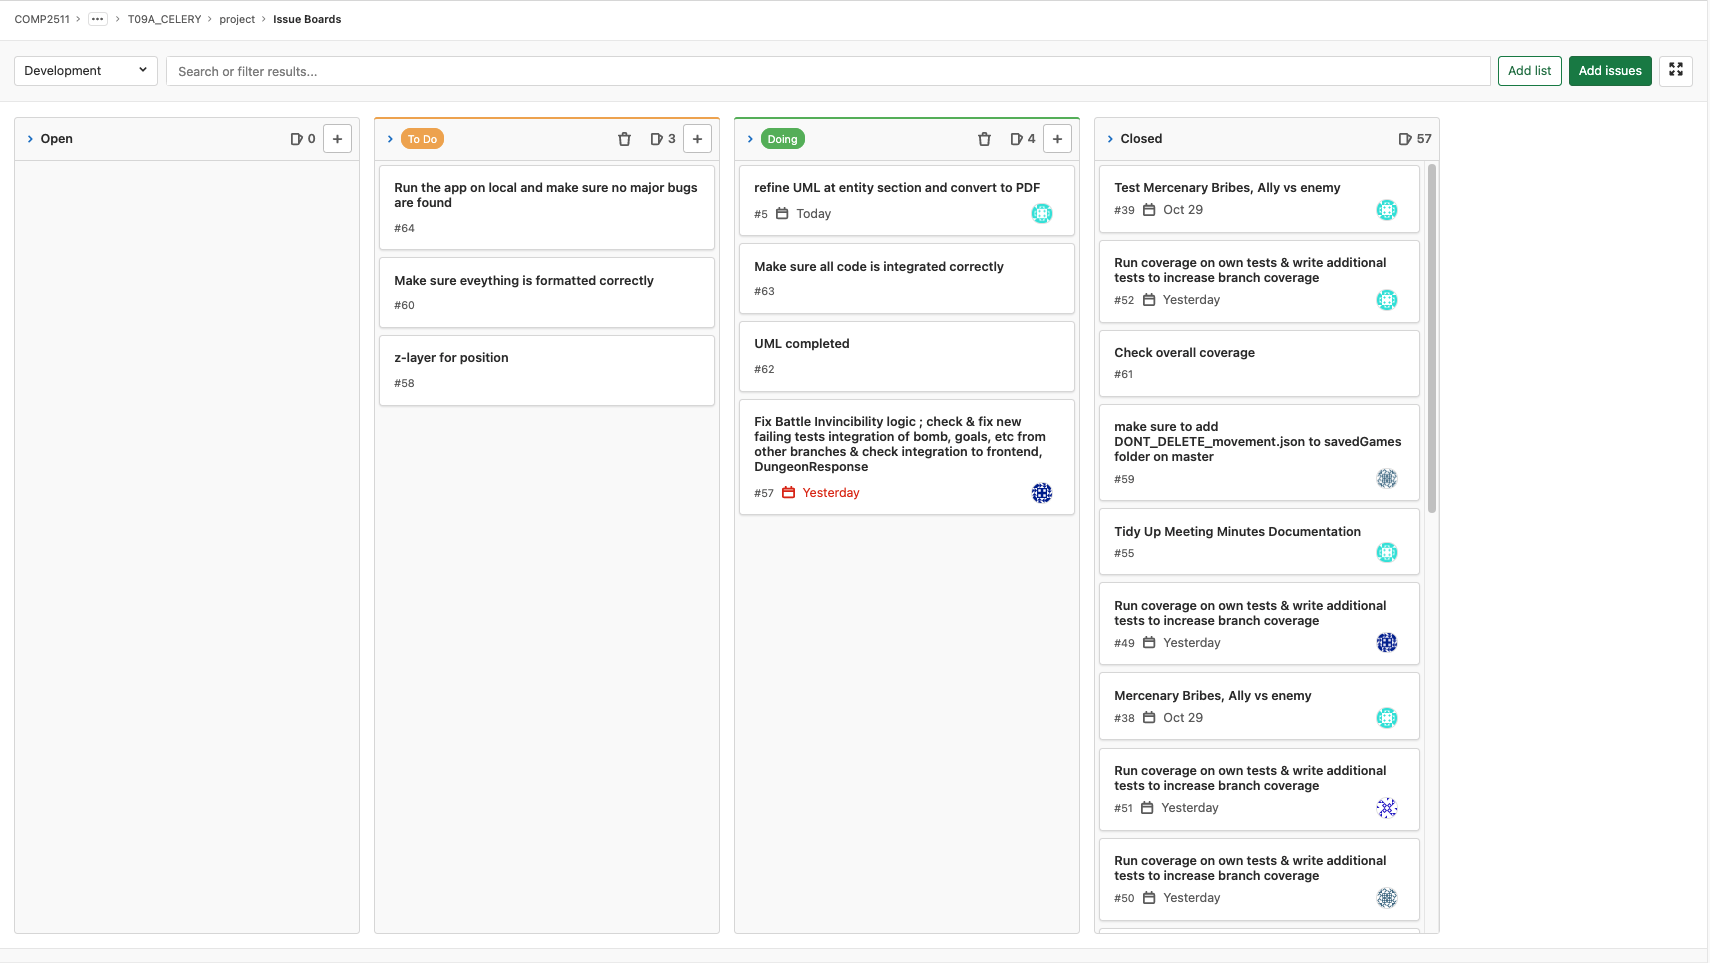 COMP2511 > ... > T09A_CELERY > project > Issue Boards
Development
Search or filter results...
Add list
Add issues
Open
0
To Do
3
Run the app on local and make sure no major bugs
are found
#64
Make sure eveything is formatted correctly
#60
z-layer for position
#58
Doing
4
refine UML at entity section and convert to PDF
#5 Today
Make sure all code is integrated correctly
#63
UML completed
#62
Fix Battle Invincibility logic ; check & fix new
failing tests integration of bomb, goals, etc from
other branches & check integration to frontend,
DungeonResponse
#57 Yesterday
Closed
57
Test Mercenary Bribes, Ally vs enemy
#39 Oct 29
Run coverage on own tests & write additional
tests to increase branch coverage
#52 Yesterday
Check overall coverage
#61
make sure to add
DONT_DELETE_movement.json to savedGames
folder on master
#59
Tidy Up Meeting Minutes Documentation
#55
Run coverage on own tests & write additional
tests to increase branch coverage
#49 Yesterday
Mercenary Bribes, Ally vs enemy
#38 Oct 29
Run coverage on own tests & write additional
tests to increase branch coverage
#51 Yesterday
Run coverage on own tests & write additional
tests to increase branch coverage
#50 Yesterday